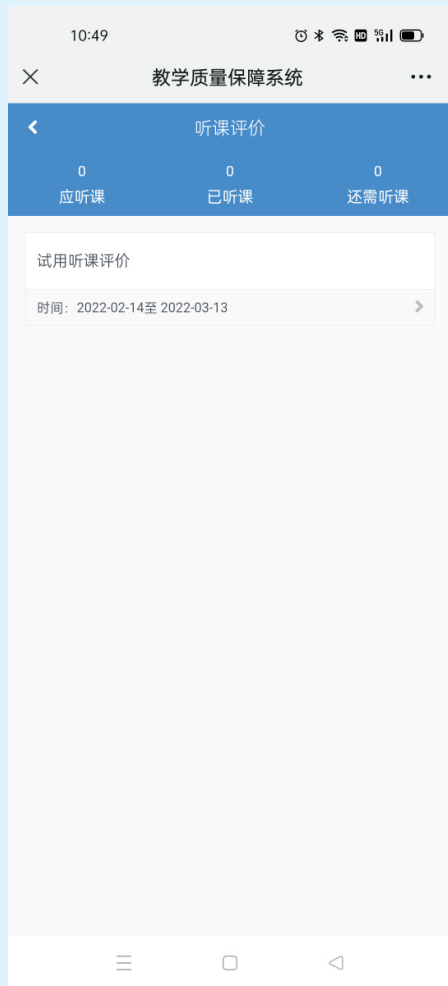 10:49
HD 5G
教学质量保障系统
听课评价
0 0 0
应听课 已听课 还需听课
试用听课评价
时间：2022-02-14至 2022-03-13